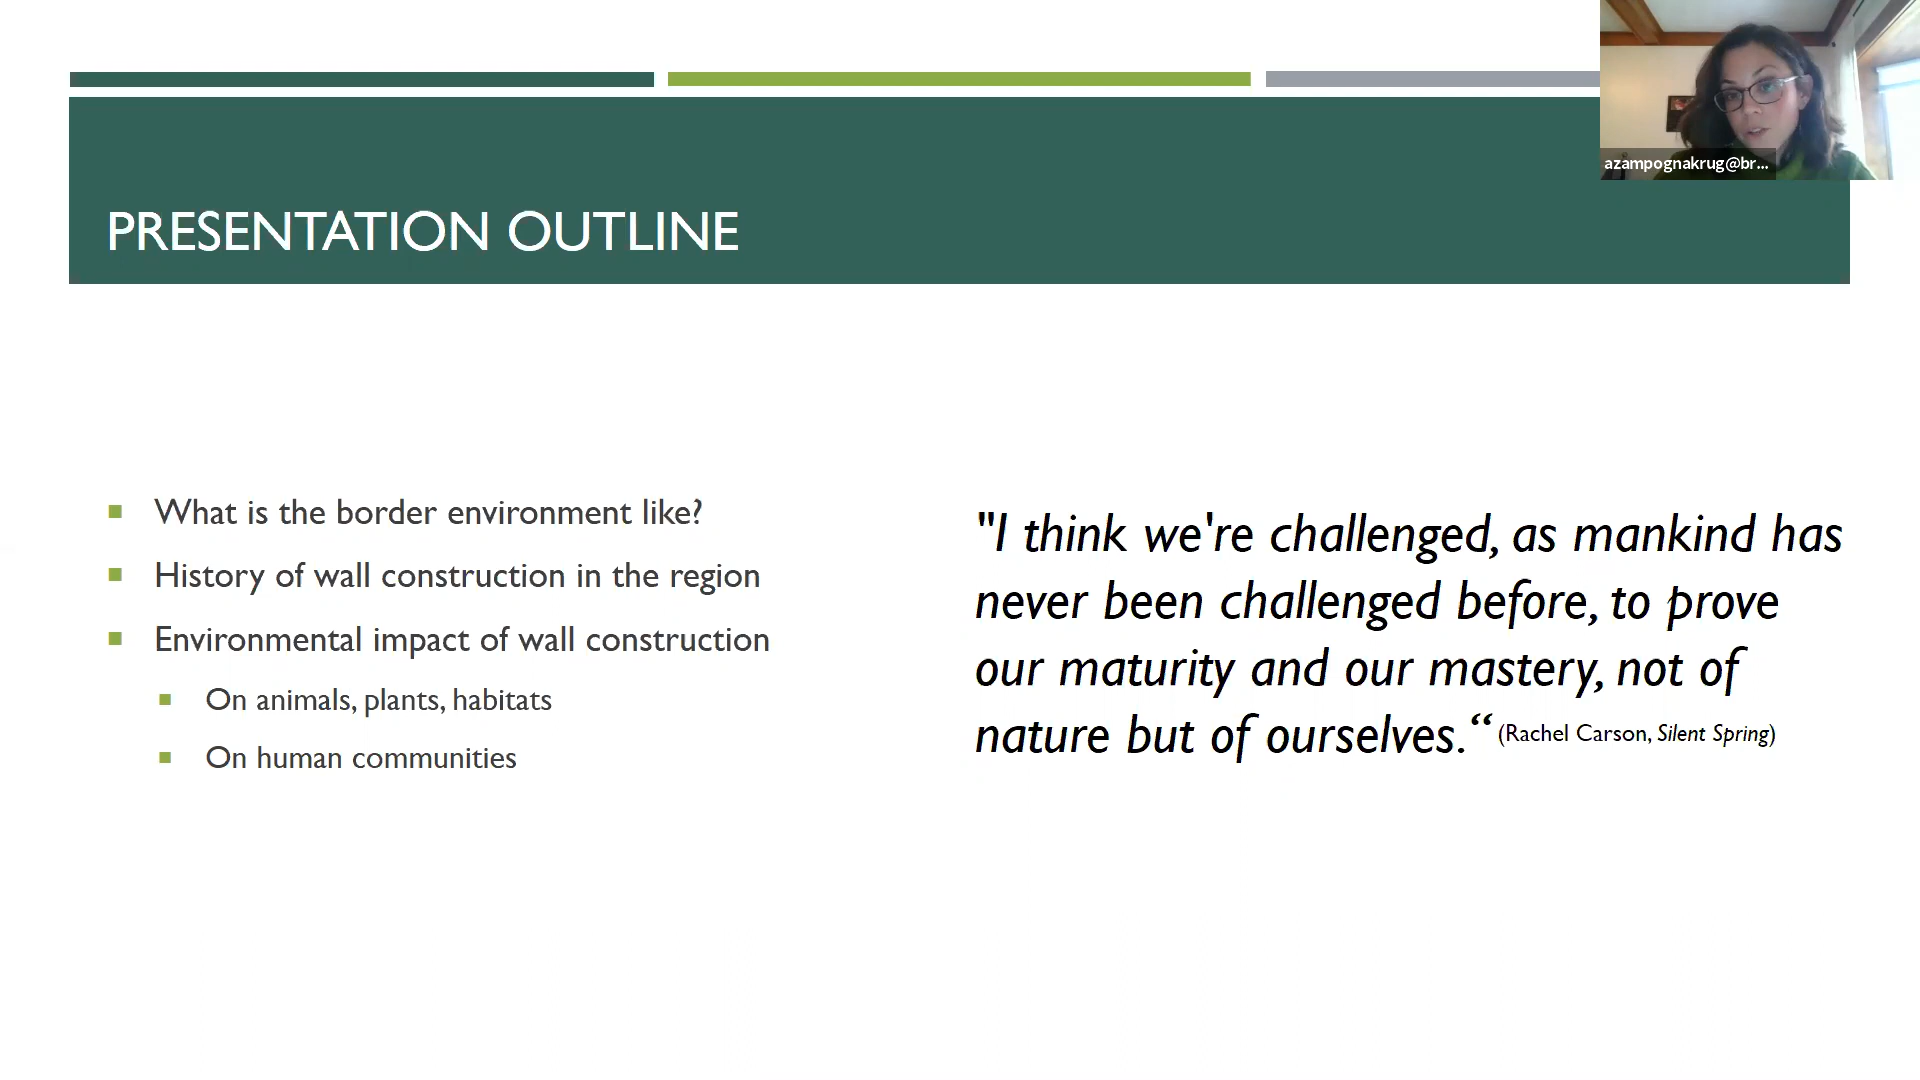 azampognakrug@br...
PRESENTATION OUTLINE
What is the border environment like?
History of wall construction in the region
Environmental impact of wall construction
On animals, plants, habitats
On human communities
"I think we're challenged, as mankind has
never been challenged before, to prove
our maturity and our mastery, not of
nature but of ourselves.“ (Rachel Carson, Silent Spring)